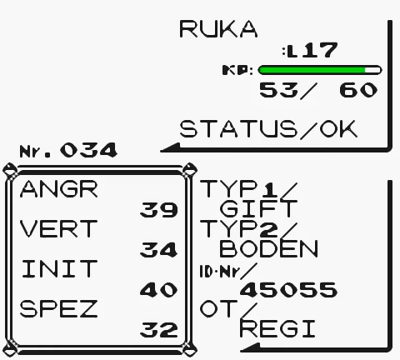 RUKA
:L17
KP:
53/ 60
STATUS/OK
Nr.034
ANGR
39
VERT
34
INIT
40
SPEZ
32
TYP1/
GIFT
TYP2/
BODEN
ID-Nr/
45055
OT/
REGI